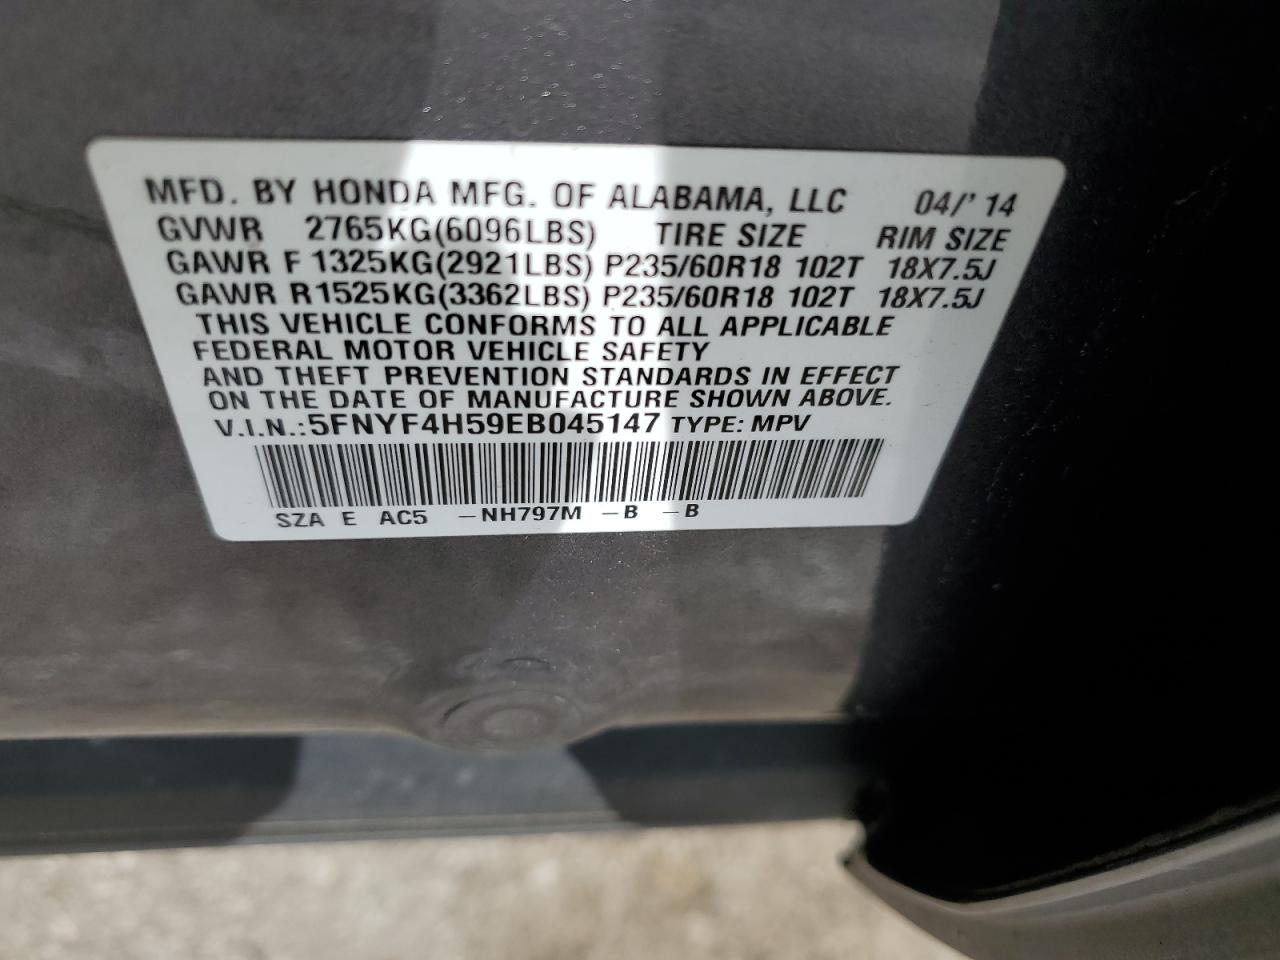 MFD. BY HONDA MFG. OF ALABAMA, LLC 04/'14
GVWR 2765KG(6096LBS) TIRE SIZE RIM SIZE
GAWR F 1325KG(2921LBS) P235/60R18 102T 18X7.5J
GAWR R1525KG(3362LBS) P235/60R18 102T 18X7.5J
THIS VEHICLE CONFORMS TO ALL APPLICABLE
FEDERAL MOTOR VEHICLE SAFETY
AND THEFT PREVENTION STANDARDS IN EFFECT
ON THE DATE OF MANUFACTURE SHOWN ABOVE.
V.I.N.:5FNYF4H59EB045147 TYPE: MPV
SZA E AC5 -NH797M -B -B